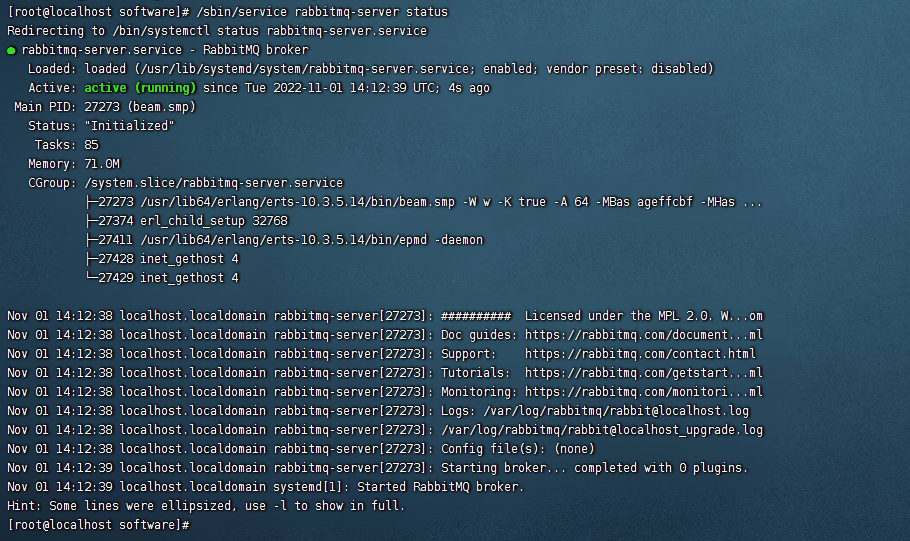 [root@localhost software]# /sbin/service rabbitmq-server status
Redirecting to /bin/systemctl status rabbitmq-server.service
● rabbitmq-server.service - RabbitMQ broker
   Loaded: loaded (/usr/lib/systemd/system/rabbitmq-server.service; enabled; vendor preset: disabled)
   Active: active (running) since Tue 2022-11-01 14:12:39 UTC; 4s ago
 Main PID: 27273 (beam.smp)
   Status: "Initialized"
    Tasks: 85
   Memory: 71.0M
   CGroup: /system.slice/rabbitmq-server.service
           ├─27273 /usr/lib64/erlang/erts-10.3.5.14/bin/beam.smp -W w -K true -A 64 -MBas ageffcbf -MHas ...
           ├─27374 erl_child_setup 32768
           ├─27411 /usr/lib64/erlang/erts-10.3.5.14/bin/epmd -daemon
           ├─27428 inet_gethost 4
           └─27429 inet_gethost 4
Nov 01 14:12:38 localhost.localdomain rabbitmq-server[27273]: ##########  Licensed under the MPL 2.0. W...om
Nov 01 14:12:38 localhost.localdomain rabbitmq-server[27273]: Doc guides: https://rabbitmq.com/document...ml
Nov 01 14:12:38 localhost.localdomain rabbitmq-server[27273]: Support:    https://rabbitmq.com/contact.html
Nov 01 14:12:38 localhost.localdomain rabbitmq-server[27273]: Tutorials:  https://rabbitmq.com/getstart...ml
Nov 01 14:12:38 localhost.localdomain rabbitmq-server[27273]: Monitoring: https://rabbitmq.com/monitori...ml
Nov 01 14:12:38 localhost.localdomain rabbitmq-server[27273]: Logs: /var/log/rabbitmq/rabbit@localhost.log
Nov 01 14:12:38 localhost.localdomain rabbitmq-server[27273]: /var/log/rabbitmq/rabbit@localhost_upgrade.log
Nov 01 14:12:38 localhost.localdomain rabbitmq-server[27273]: Config file(s): (none)
Nov 01 14:12:39 localhost.localdomain rabbitmq-server[27273]: Starting broker... completed with 0 plugins.
Nov 01 14:12:39 localhost.localdomain systemd[1]: Started RabbitMQ broker.
Hint: Some lines were ellipsized, use -l to show in full.
[root@localhost software]#